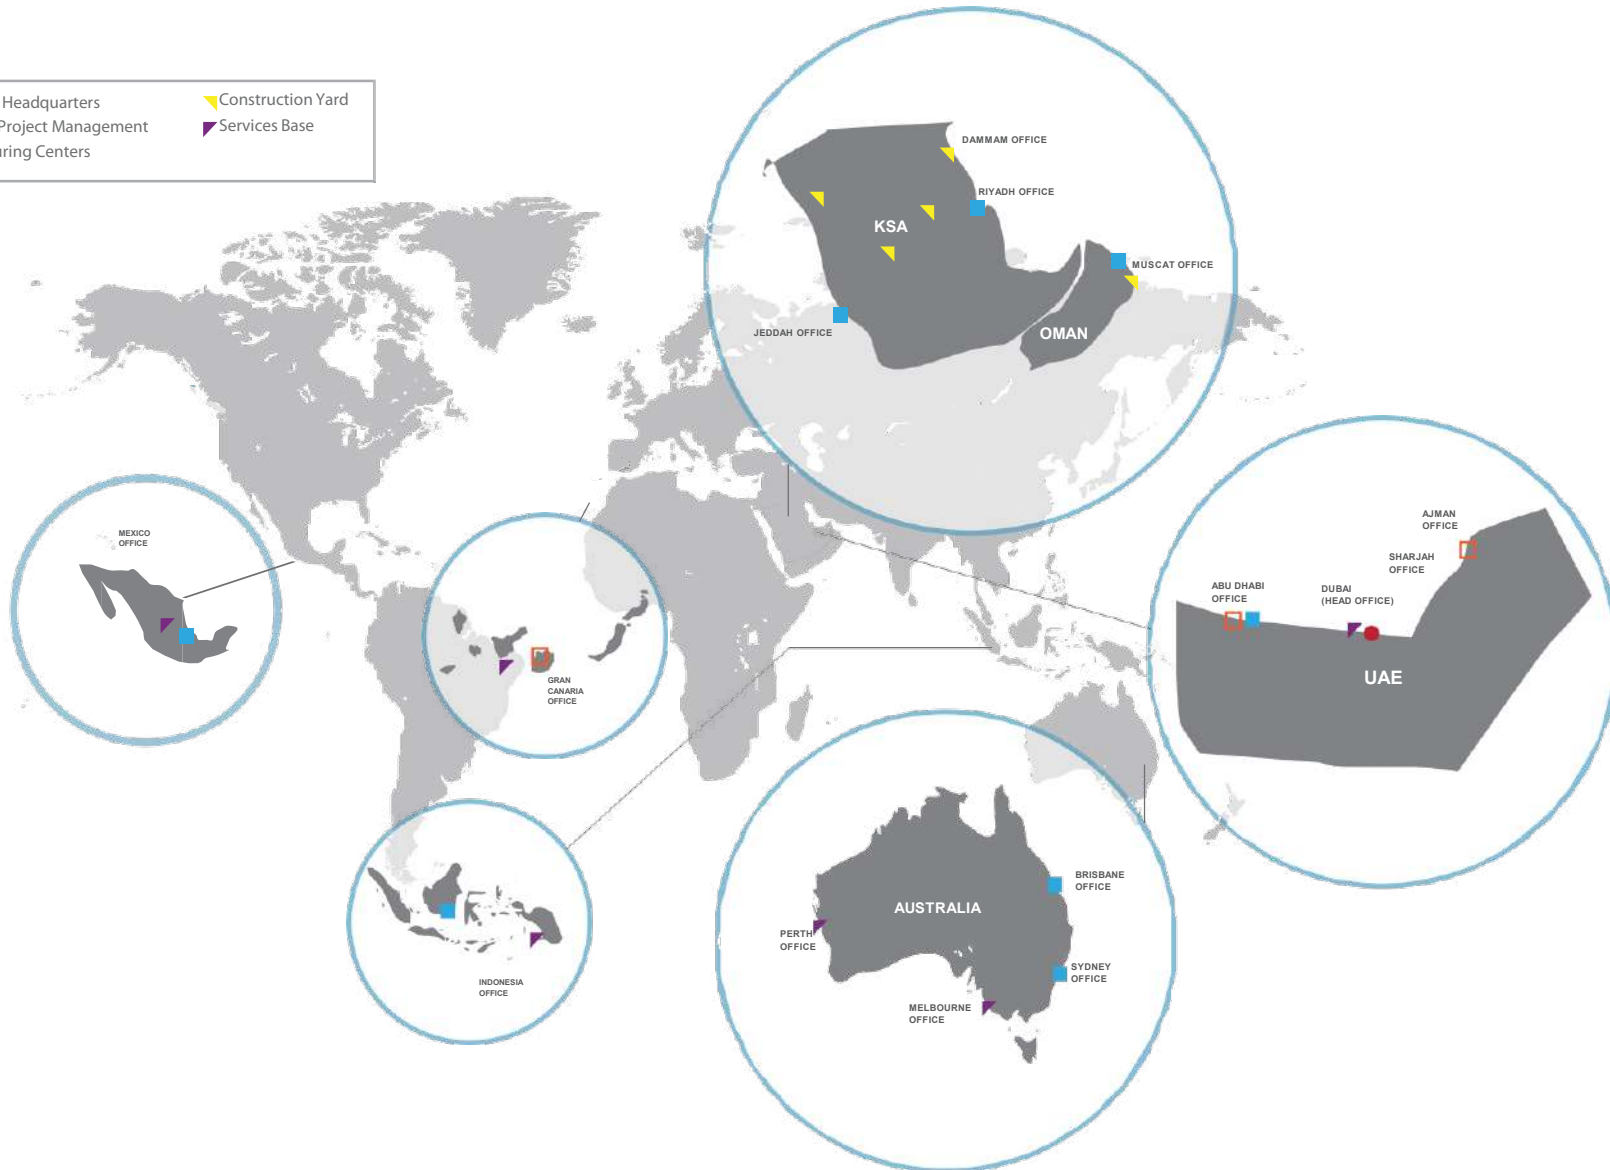 Headquarters
Construction Yard
Project Management
Services Base
Centers
DAMMAM OFFICE
RIYADH OFFICE
KSA
MUSCAT OFFICE
JEDDAH OFFICE
OMAN
MEXICO
OFFICE
AJMAN
OFFICE
SHARJAH
OFFICE
ABU DHABI
OFFICE
DUBAI
(HEAD OFFICE)
UAE
GRAN
CANARIA
OFFICE
BRISBANE
OFFICE
AUSTRALIA
PERTH
OFFICE
SYDNEY
OFFICE
MELBOURNE
OFFICE
INDONESIA
OFFICE